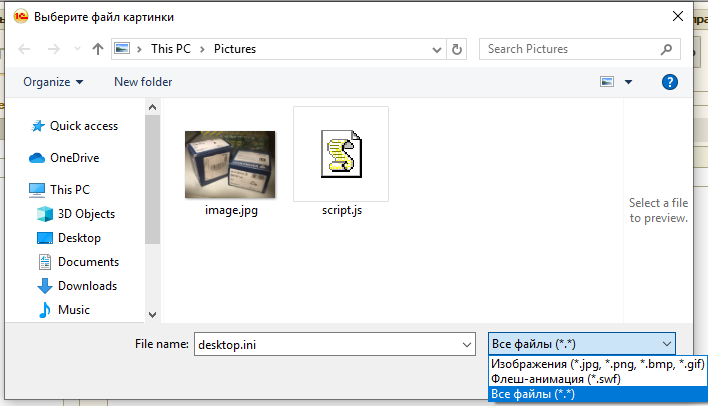 Выберите файл картинки
This PC > Pictures
Search Pictures
Organize
New folder
Quick access
OneDrive
This PC
3D Objects
Desktop
Documents
Downloads
Music
image.jpg
script.js
Select a file
to preview.
File name:
desktop.ini
Все файлы (*.*)
Изображения (*.jpg, *.png, *.bmp, *.gif)
Флеш-анимация (*.swf)
Все файлы (*.*)